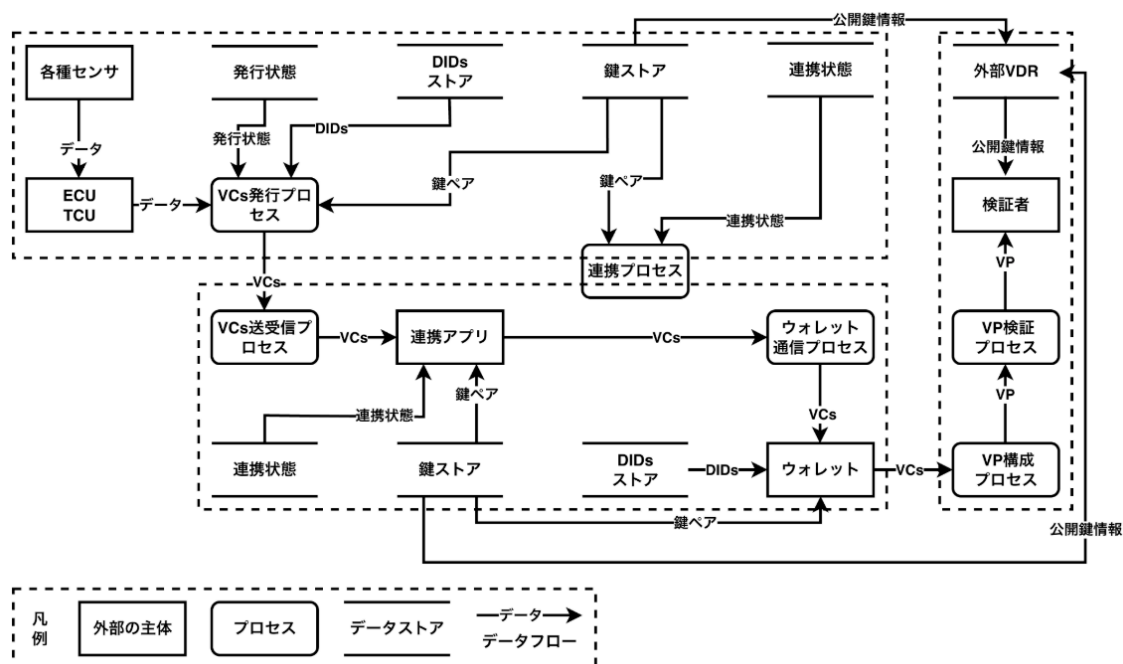 公開鍵情報
各種センサ
発行状態
DIDs
ストア
鍵ストア
連携状態
外部VDR
データ
発行状態
DIDs
鍵ペア
鍵ペア
連携状態
公開鍵情報
ECU
TCU
データ
VCs発行プロ
セス
検証者
連携プロセス
VCs
VP
VCs送受信プ
ロセス
VCs
連携アプリ
VCs
ウォレット
通信プロセス
VP検証
プロセス
連携状態
鍵ペア
VCs
VP
連携状態
鍵ストア
DIDs
ストア
DIDs
ウォレット
VCs
VP構成
プロセス
鍵ペア
公開鍵情報
凡
例
外部の主体
プロセス
データストア
データ
データフロー